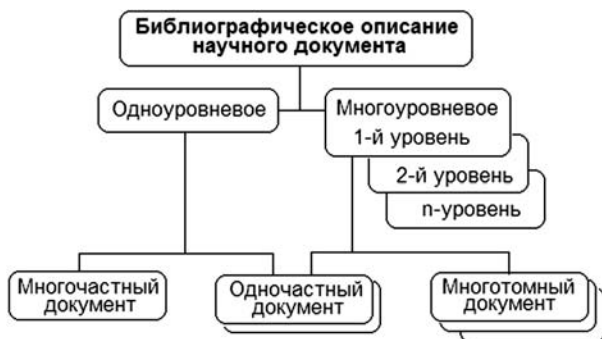 Библиографическое описание
научного документа
Одноуровневое
Многоуровневое
1-й уровень
2-й уровень
n-уровень
Многочастный
документ
Одночастный
документ
Многотомный
документ